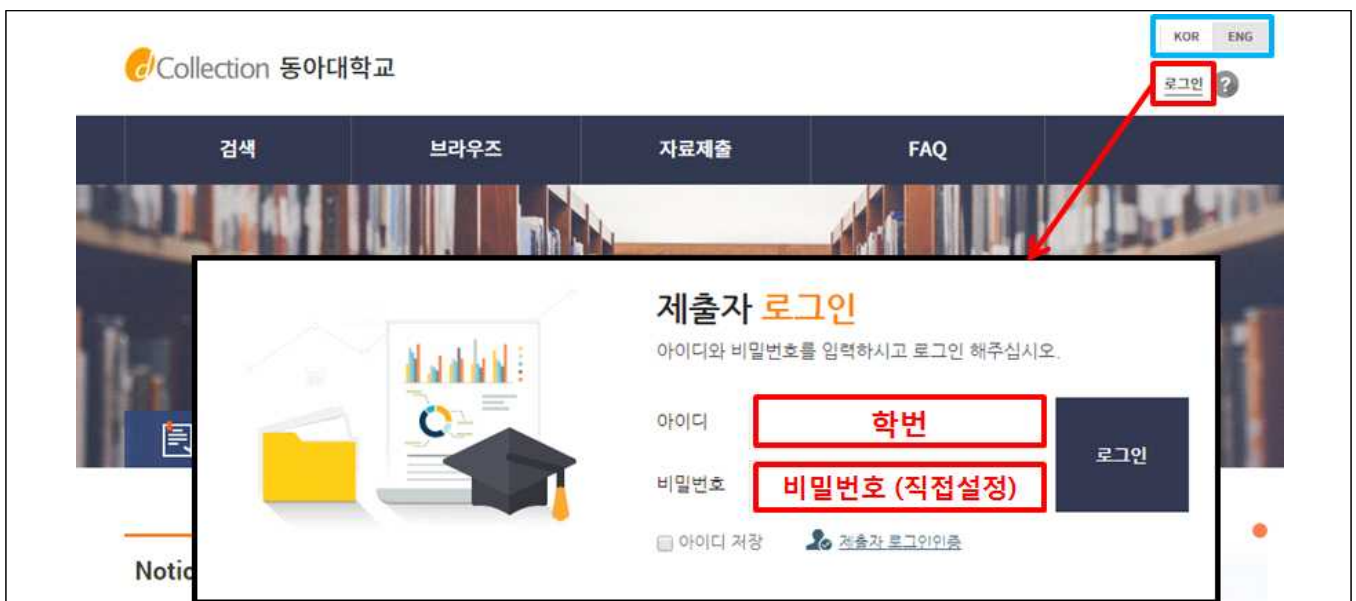 KOR ENG
dCollection 동아대학교
로그인 ?
검색 브라우즈 자료제출 FAQ
제출자 로그인
아이디와 비밀번호를 입력하시고 로그인 해주십시오.
아이디 학번
로그인
비밀번호 비밀번호 (직접설정)
아이디 저장 제출자 로그인인증
Notic